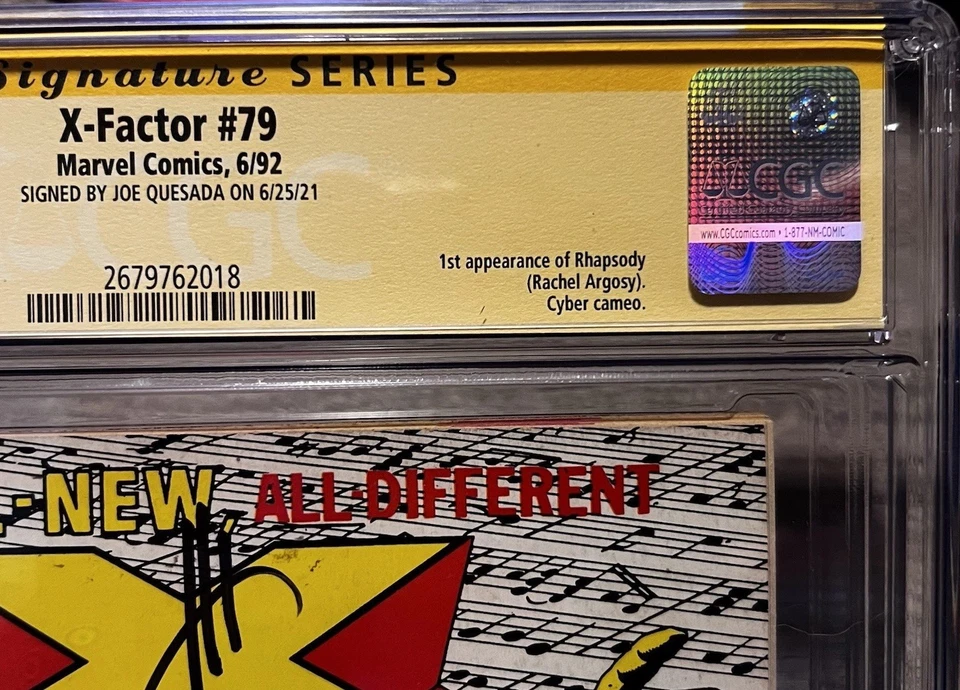 Signature SERIES
X-Factor #79
Marvel Comics, 6/92
SIGNED BY JOE QUESADA ON 6/25/21
CGC
2679762018
1st appearance of Rhapsody
(Rachel Argosy).
Cyber cameo.
CGC
www.CGCcomics.com • 1-877-NM-COMIC
-NEW, ALL-DIFFERENT
X